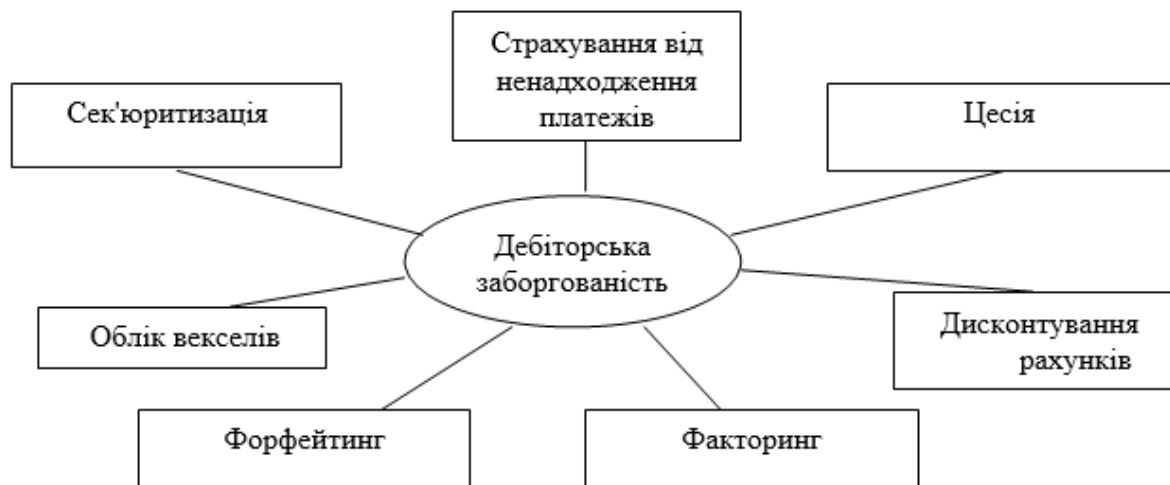 Страхування від
ненадходження
платежів
Сек'юритизація
Цесія
Дебіторська
заборгованість
Облік векселів
Дисконтування
рахунків
Форфейтинг
Факторинг